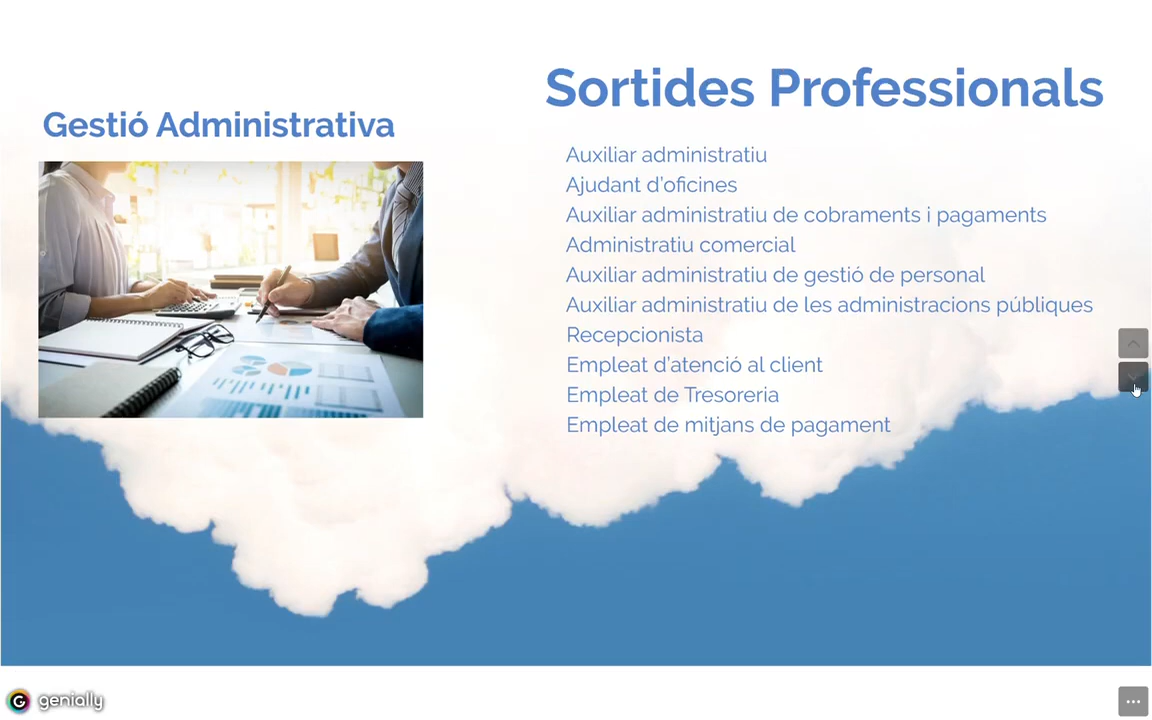 Gestió Administrativa
Sortides Professionals
Auxiliar administratiu
Ajudant d'oficines
Auxiliar administratiu de cobraments i pagaments
Administratiu comercial
Auxiliar administratiu de gestió de personal
Auxiliar administratiu de les administracions públiques
Recepcionista
Empleat d'atenció al client
Empleat de Tresoreria
Empleat de mitjans de pagament
genially